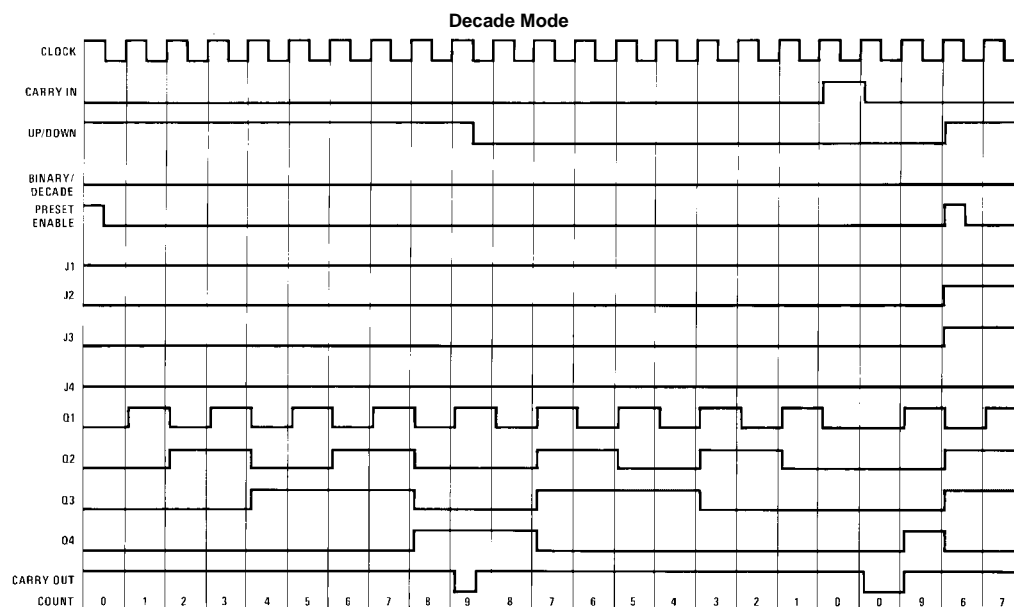 Decade Mode
CLOCK
CARRY IN
UP/DOWN
BINARY/
DECADE
PRESET
ENABLE
J1
J2
J3
J4
Q1
Q2
Q3
Q4
CARRY OUT
COUNT 0 1 2 3 4 5 6 7 8 9 8 7 6 5 4 3 2 1 0 0 9 6 7